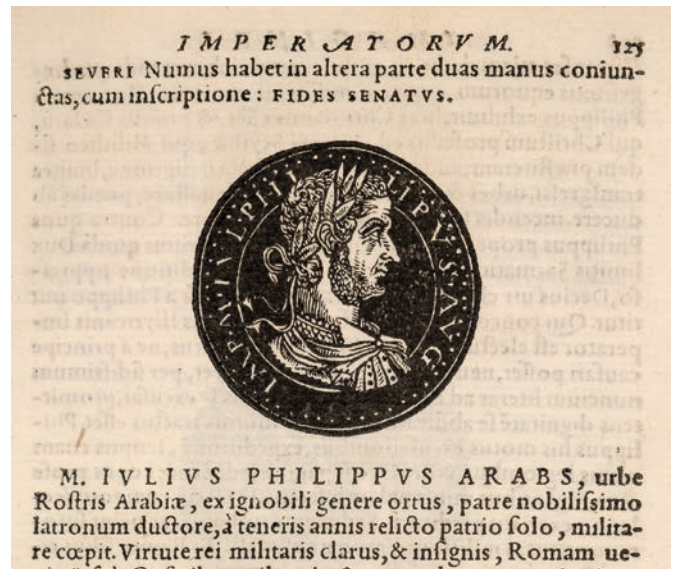 IMPERATORVM. 125
SEVERI Numus habet in altera parte duas manus coniun-
ctas, cum inſcriptione: FIDES SENATVS.
IMP M IVL PHILIPPVS AVG
M. IVLIVS PHILIPPVS ARABS, urbe
Roſtris Arabiæ, ex ignobili genere ortus, patre nobiliſsimo
latronum ductore, à teneris annis relicto patrio ſolo, milita-
re cœpit. Virtute rei militaris clarus, & inſignis, Romam ue-